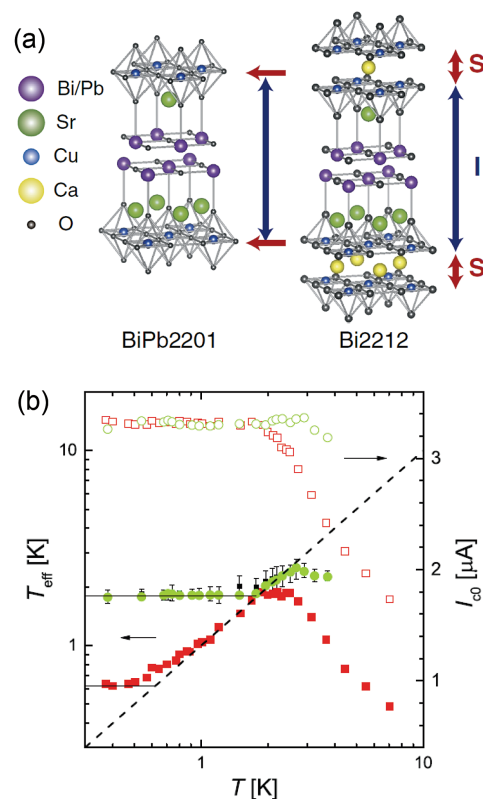 (a)
Bi/Pb
Sr
Cu
Ca
O
S
I
S
BiPb2201
Bi2212
(b)
10
1
T_eff [K]
3
2
1
I_c0 [μA]
1
10
T [K]